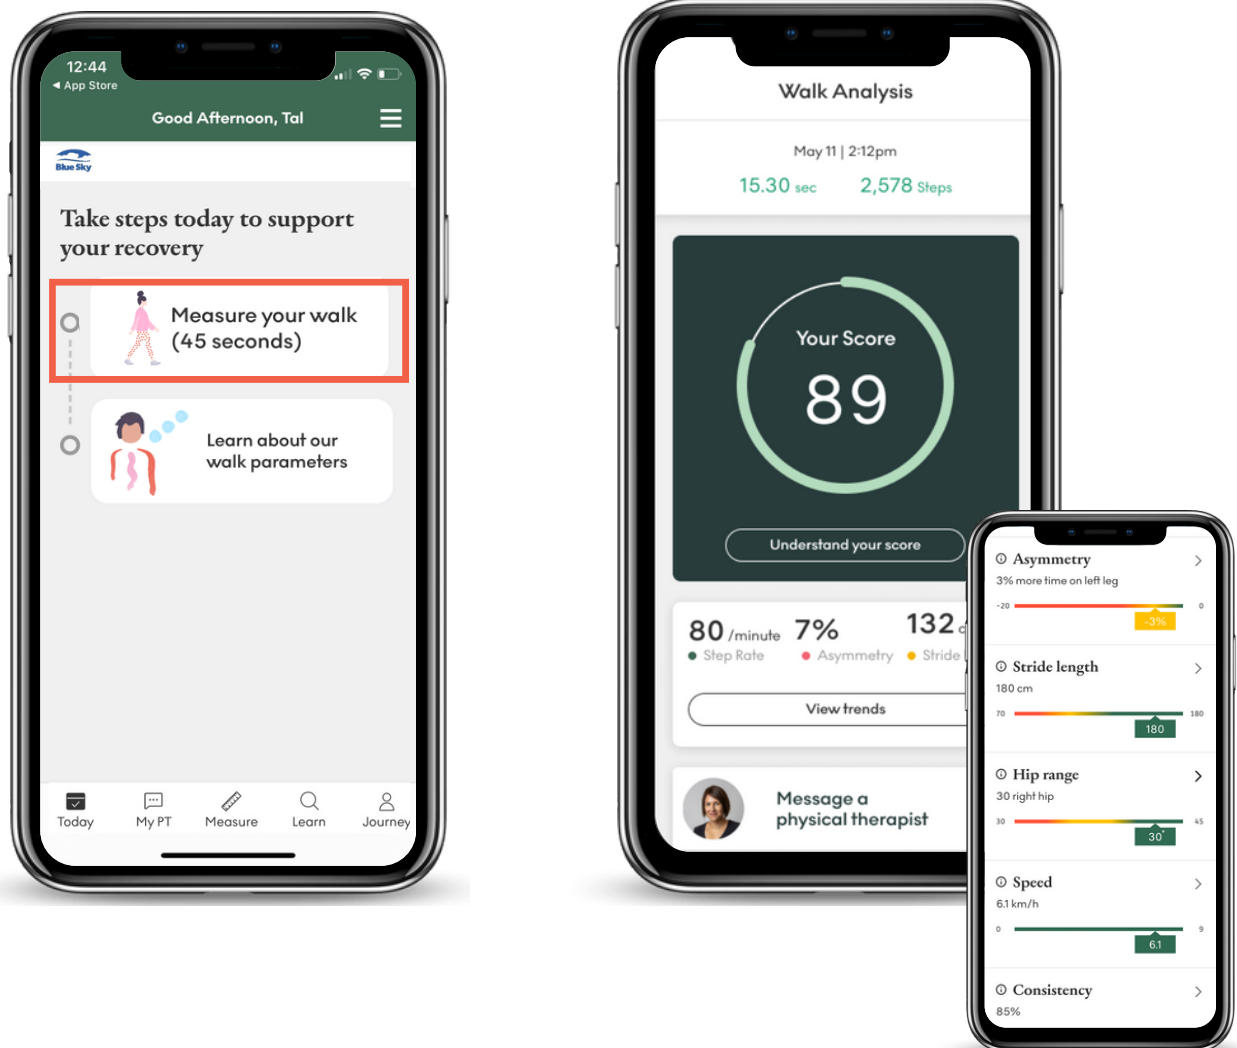 12:44
◀ App Store
Good Afternoon, Tal
Blue Sky
Take steps today to support
your recovery
Measure your walk
(45 seconds)
Learn about our
walk parameters
Today
My PT
Measure
Learn
Journey
Walk Analysis
May 11 | 2:12pm
15.30 sec 2,578 Steps
Your Score
89
Understand your score
80 /minute 7% 132
Step Rate Asymmetry Stride
View trends
Message a
physical therapist
Asymmetry
3% more time on left leg
-20 0
-3%
Stride length
180 cm
70 180
180
Hip range
30 right hip
30 45
30°
Speed
6.1 km/h
0 9
6.1
Consistency
85%